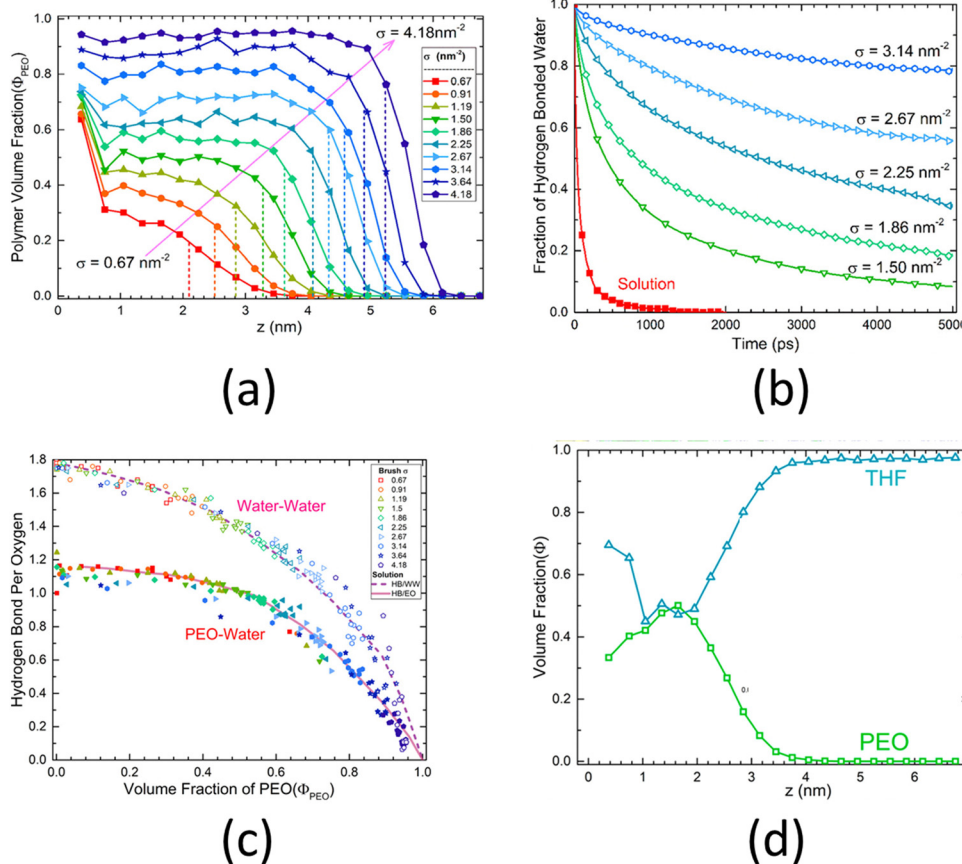 Polymer Volume Fraction(Φ_PEO)
1.0
0.8
0.6
0.4
0.2
0.0
σ = 4.18nm⁻²
σ (nm⁻²)
0.67
0.91
1.19
1.50
1.86
2.25
2.67
3.14
3.64
4.18
σ = 0.67 nm⁻²
0 1 2 3 4 5 6
z (nm)
(a)
Fraction of Hydrogen Bonded Water
1.0
0.8
0.6
0.4
0.2
0.0
σ = 3.14 nm⁻²
σ = 2.67 nm⁻²
σ = 2.25 nm⁻²
σ = 1.86 nm⁻²
σ = 1.50 nm⁻²
Solution
0 1000 2000 3000 4000 5000
Time (ps)
(b)
Hydrogen Bond Per Oxygen
1.8
1.6
1.4
1.2
1.0
0.8
0.6
0.4
0.2
0.0
Water-Water
PEO-Water
Brush σ
0.67
0.91
1.19
1.5
1.86
2.25
2.67
3.14
3.64
4.18
Solution
HB/WW
HB/EO
0.0 0.2 0.4 0.6 0.8 1.0
Volume Fraction of PEO(Φ_PEO)
(c)
Volume Fraction(Φ)
1.0
0.8
0.6
0.4
0.2
0.0
THF
PEO
0 1 2 3 4 5 6
z (nm)
(d)